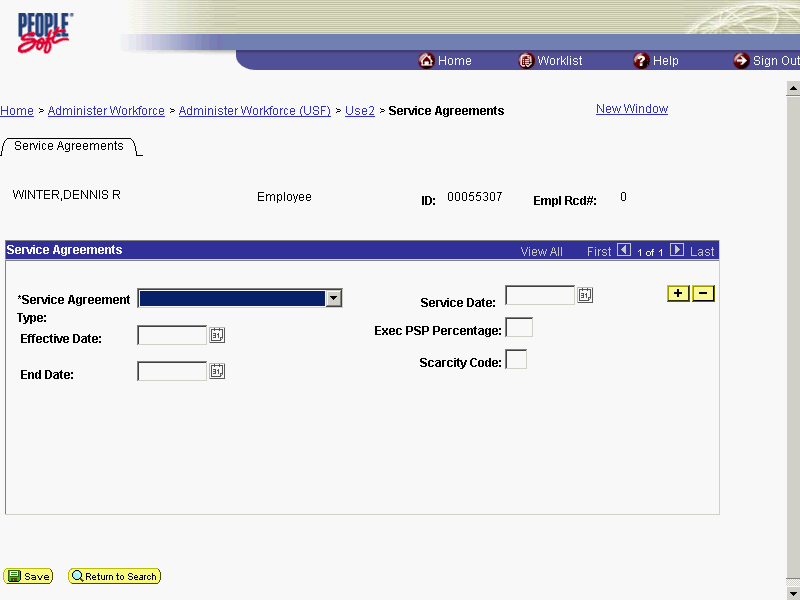 PEOPLE
Soft
Home Worklist Help Sign Out
Home > Administer Workforce > Administer Workforce (USF) > Use2 > Service Agreements New Window
Service Agreements
WINTER,DENNIS R Employee ID: 00055307 Empl Rcd#: 0
Service Agreements View All First 1 of 1 Last
*Service Agreement Type: Service Date: + −
Effective Date: Exec PSP Percentage:
End Date: Scarcity Code:
Save Return to Search